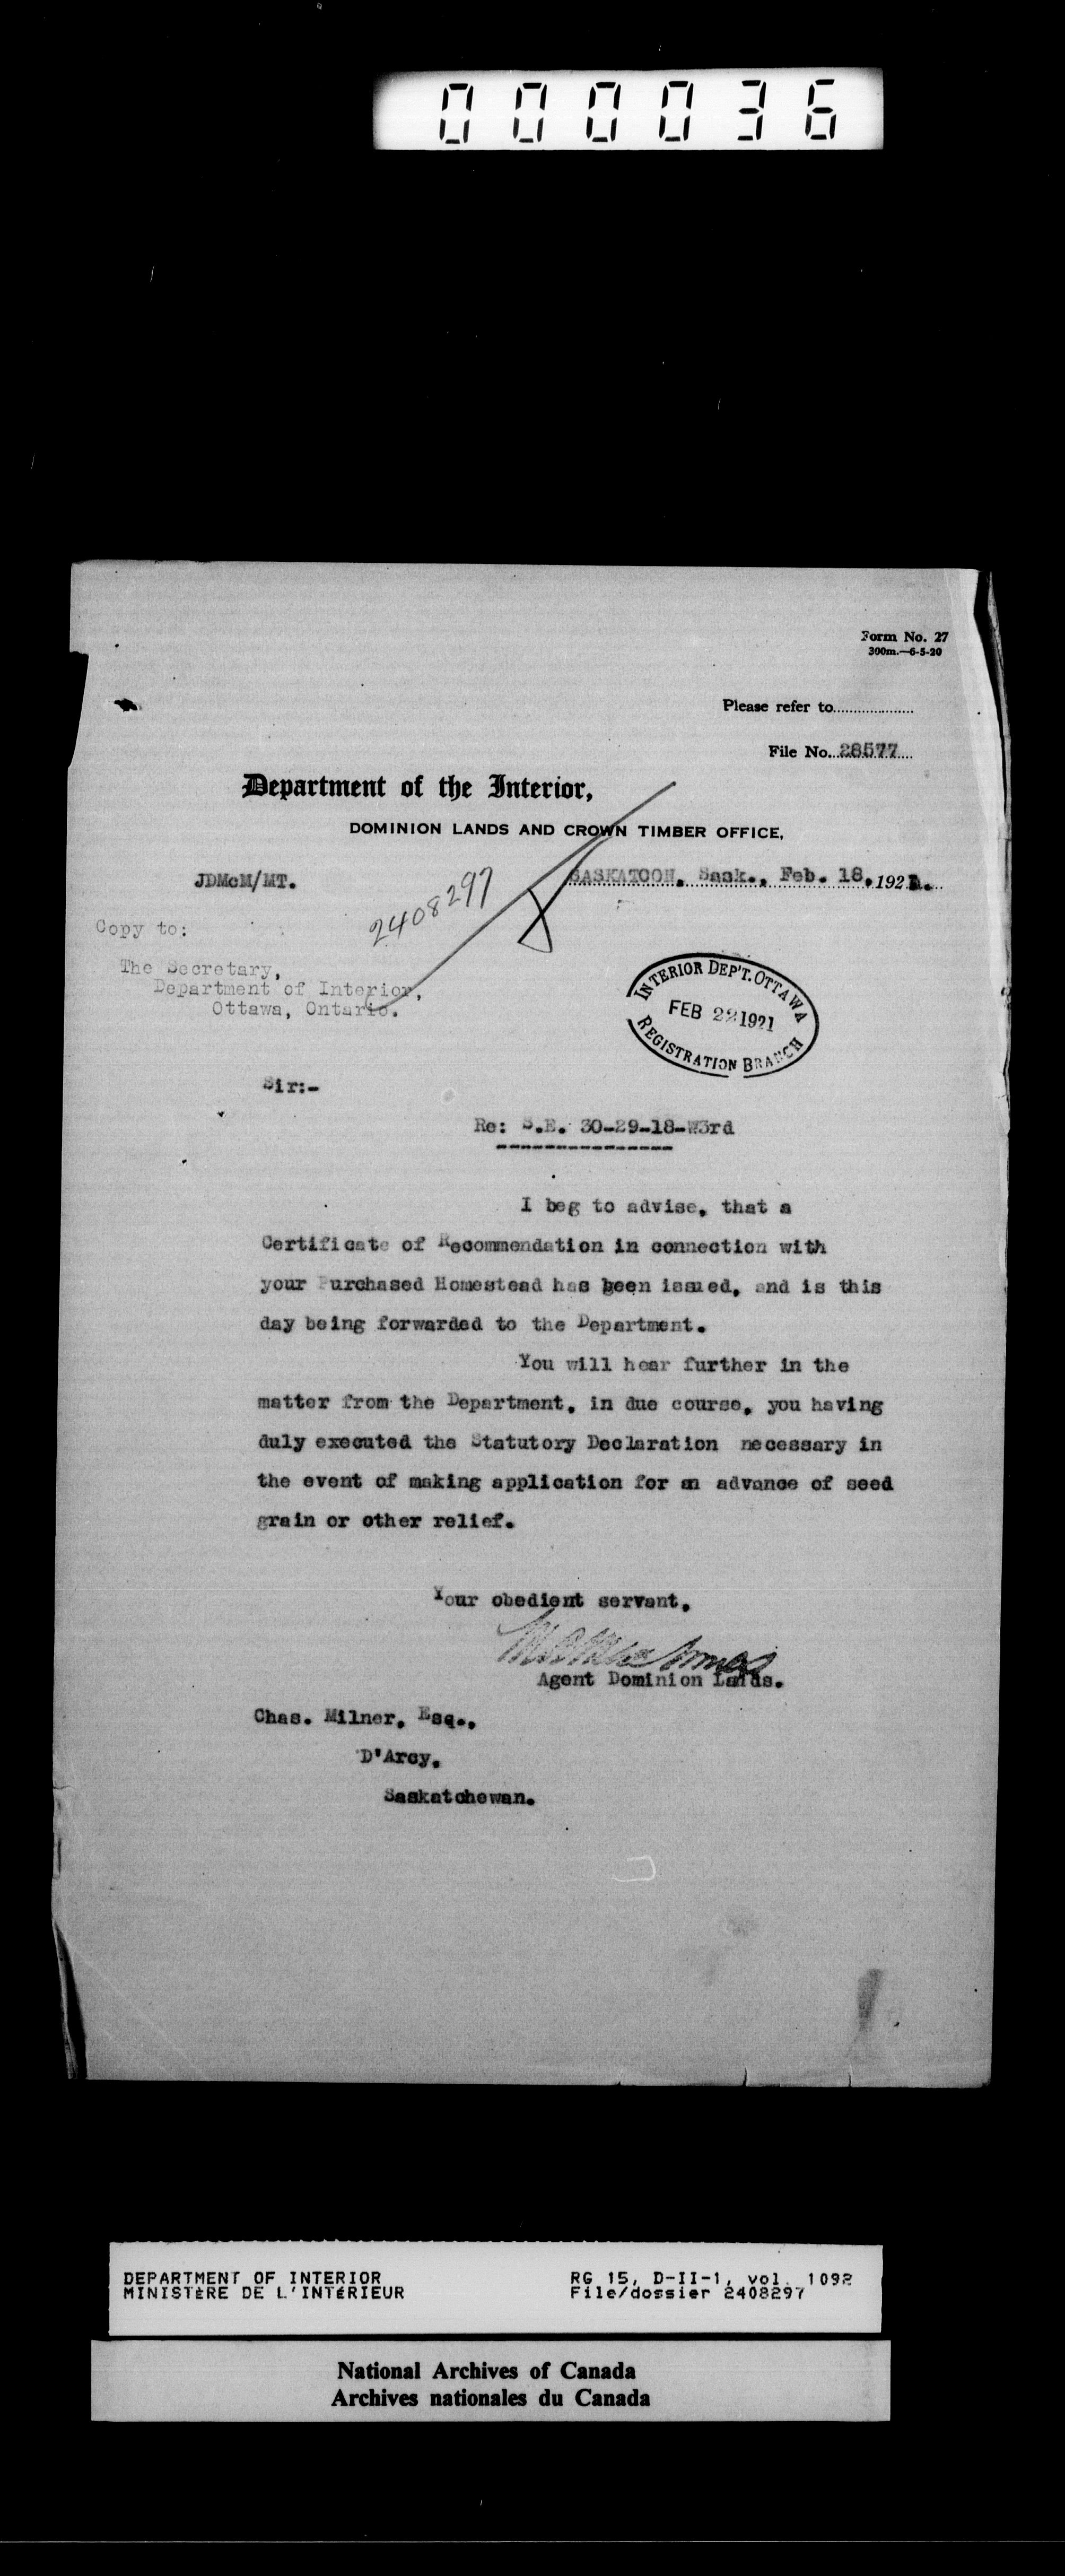 000036
Form No. 27
300m.—6-5-20
Please refer to....................
File No. 28577
Department of the Interior,
DOMINION LANDS AND CROWN TIMBER OFFICE,
JDMcM/MT.
SASKATOON, Sask., Feb. 18, 1921.
2408297
Copy to:
The Secretary,
Department of Interior,
Ottawa, Ontario.
INTERIOR DEP'T. OTTAWA
FEB 22 1921
REGISTRATION BRANCH
Sir:-
Re: S.E. 30-29-18-W3rd
I beg to advise, that a
Certificate of Recommendation in connection with
your Purchased Homestead has been issued, and is this
day being forwarded to the Department.
You will hear further in the
matter from the Department, in due course, you having
duly executed the Statutory Declaration necessary in
the event of making application for an advance of seed
grain or other relief.
Your obedient servant,
Agent Dominion Lands.
Chas. Milner, Esq.,
D'Arcy,
Saskatchewan.
DEPARTMENT OF INTERIOR
MINISTÈRE DE L'INTÉRIEUR
RG 15, D-II-1, vol. 1092
File/dossier 2408297
National Archives of Canada
Archives nationales du Canada